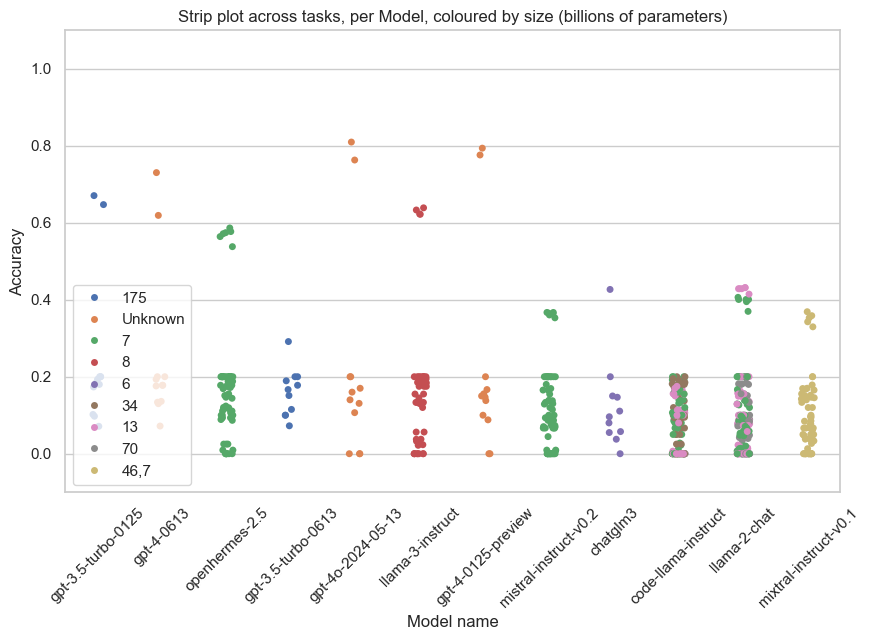 Strip plot across tasks, per Model, coloured by size (billions of parameters)
Accuracy
1.0
0.8
0.6
0.4
0.2
0.0
175
Unknown
7
8
6
34
13
70
46,7
gpt-3.5-turbo-0125
gpt-4-0613
openhermes-2.5
gpt-3.5-turbo-0613
gpt-4o-2024-05-13
llama-3-instruct
gpt-4-0125-preview
mistral-instruct-v0.2
chatglm3
code-llama-instruct
llama-2-chat
mixtral-instruct-v0.1
Model name